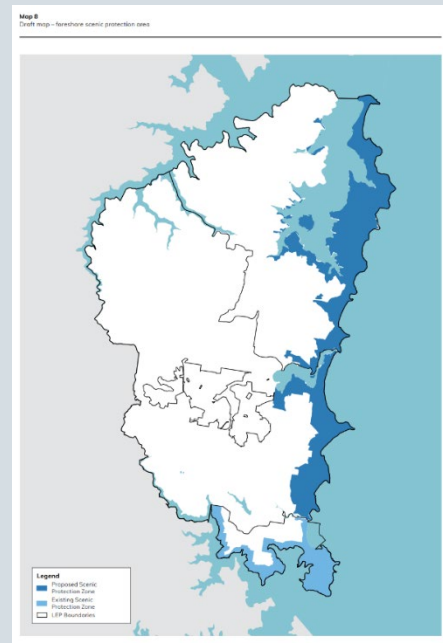 Map 8
Draft map - foreshore scenic protection area
Legend
Proposed Scenic
Protection Zone
Existing Scenic
Protection Zone
LEP Boundaries